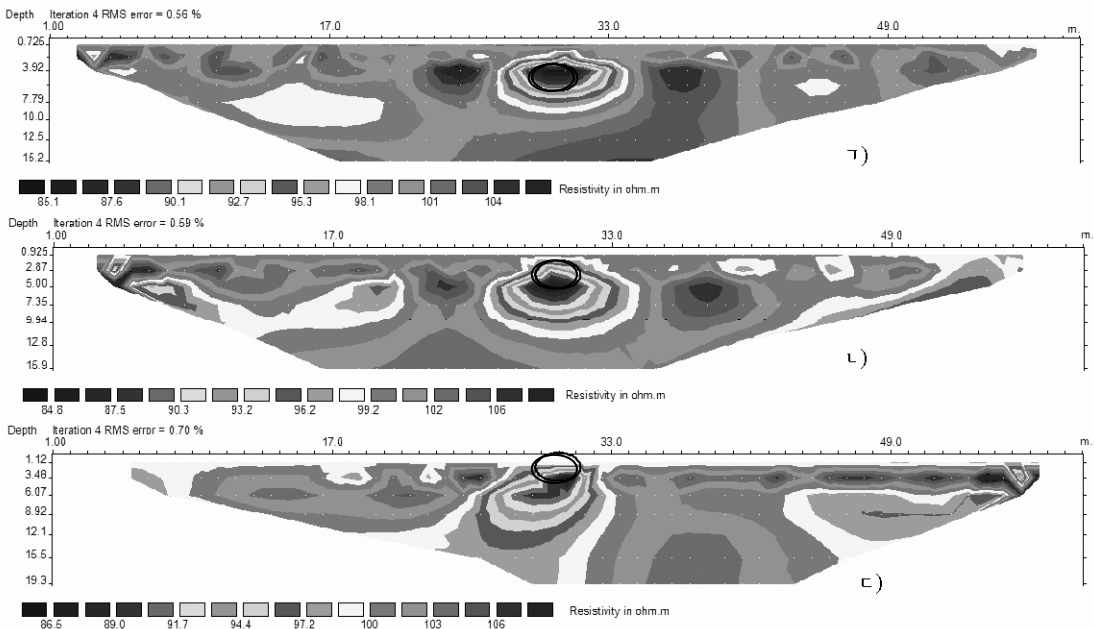 Depth Iteration 4 RMS error = 0.56 %
1.00 17.0 33.0 49.0 m.
0.725
3.92
7.79
10.0
12.5
15.2
ㄱ)
Resistivity in ohm.m
85.1 87.6 90.1 92.7 95.3 98.1 101 104
Depth Iteration 4 RMS error = 0.59 %
1.00 17.0 33.0 49.0 m.
0.925
2.87
5.00
7.35
9.94
12.8
15.9
ㄴ)
Resistivity in ohm.m
84.8 87.5 90.3 93.2 96.2 99.2 102 106
Depth Iteration 4 RMS error = 0.70 %
1.00 17.0 33.0 49.0 m.
1.12
3.48
6.07
8.92
12.1
15.5
19.3
ㄷ)
Resistivity in ohm.m
86.5 89.0 91.7 94.4 97.2 100 103 106